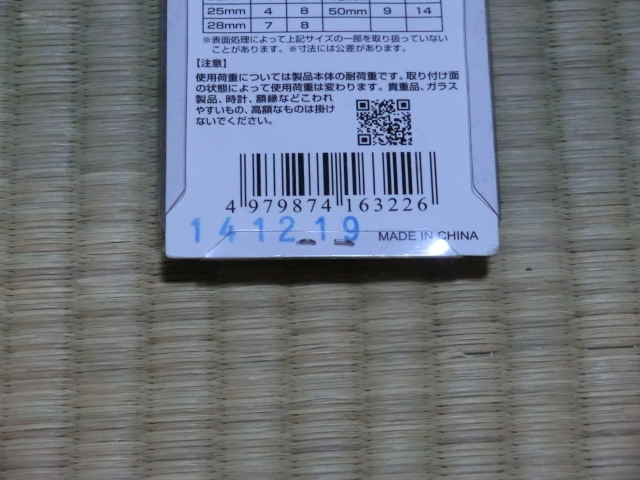 25mm 4 8 50mm 9 14
28mm 7 8
※表面処理によって上記サイズの一部を取り扱っていない
ことがあります。※寸法には公差があります。
【注意】
使用荷重については製品本体の耐荷重です。取り付け面
の状態によって使用荷重は変わります。貴重品、ガラス
製品、時計、額縁などこわれ
やすいもの、高額なものは掛け
ないでください。
4 979874 163226
141219
MADE IN CHINA